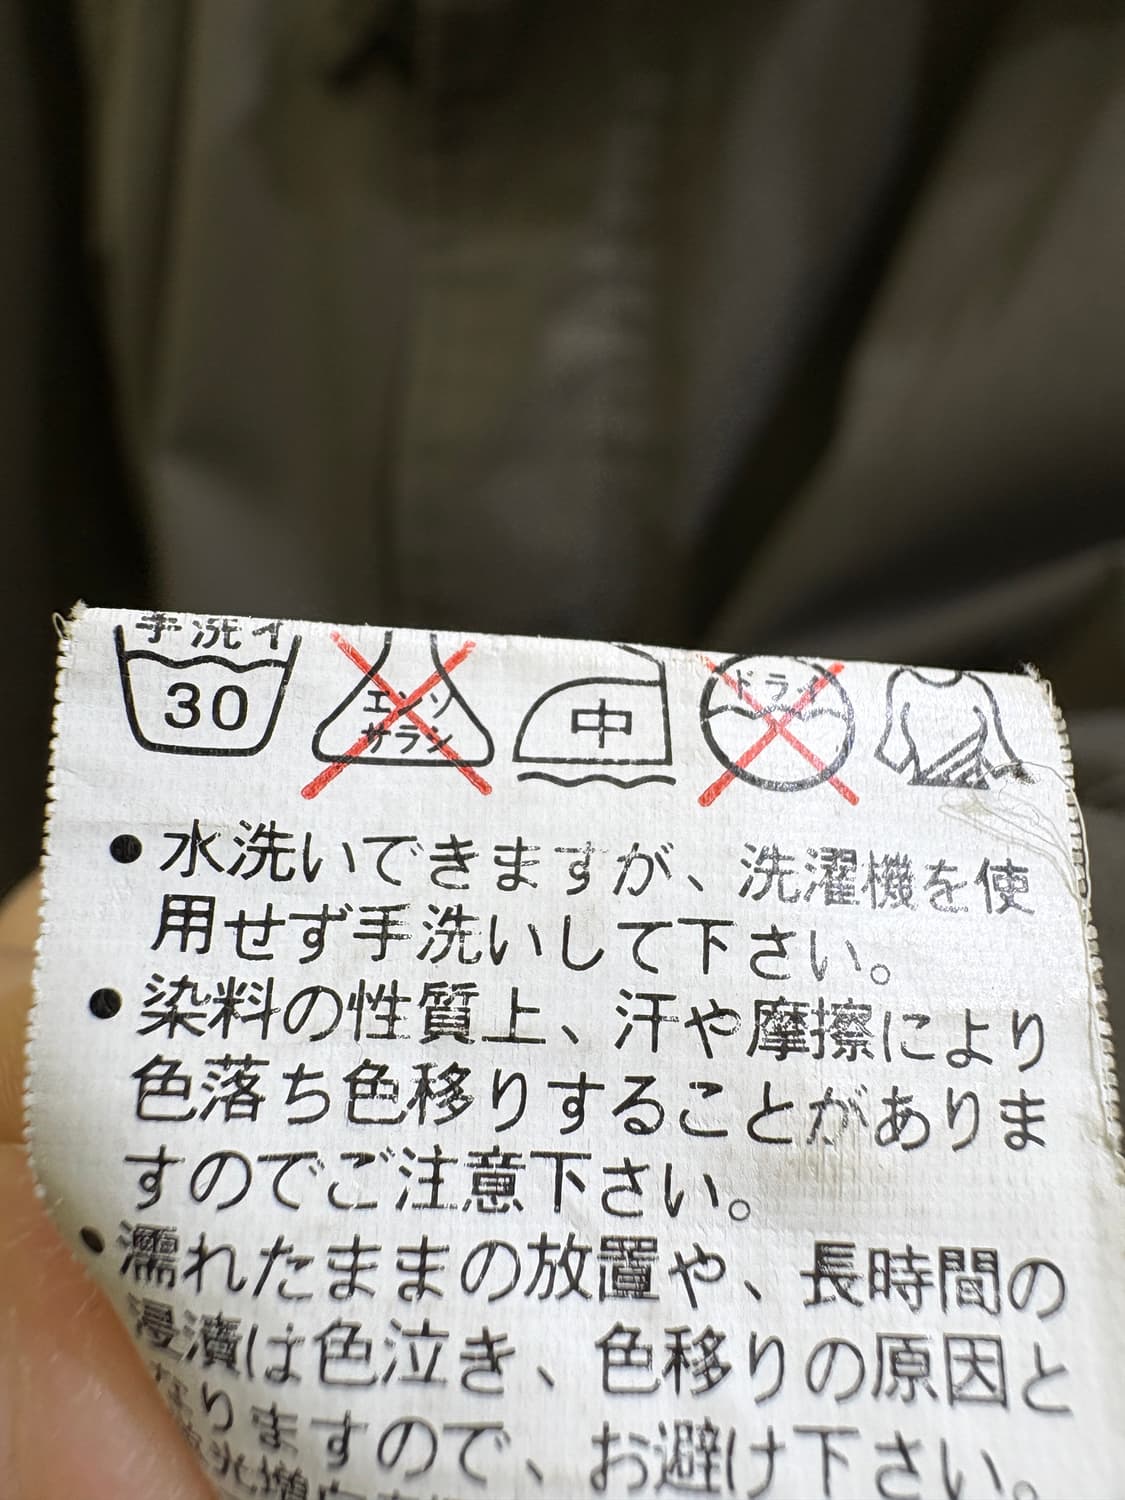 手洗イ
30
エンソ
サラシ
中
ドライ
●水洗いできますが、洗濯機を使
用せず手洗いして下さい。
●染料の性質上、汗や摩擦により
色落ち色移りすることがありま
すのでご注意下さい。
●濡れたままの放置や、長時間の
浸漬は色泣き、色移りの原因と
なりますので、お避け下さい。